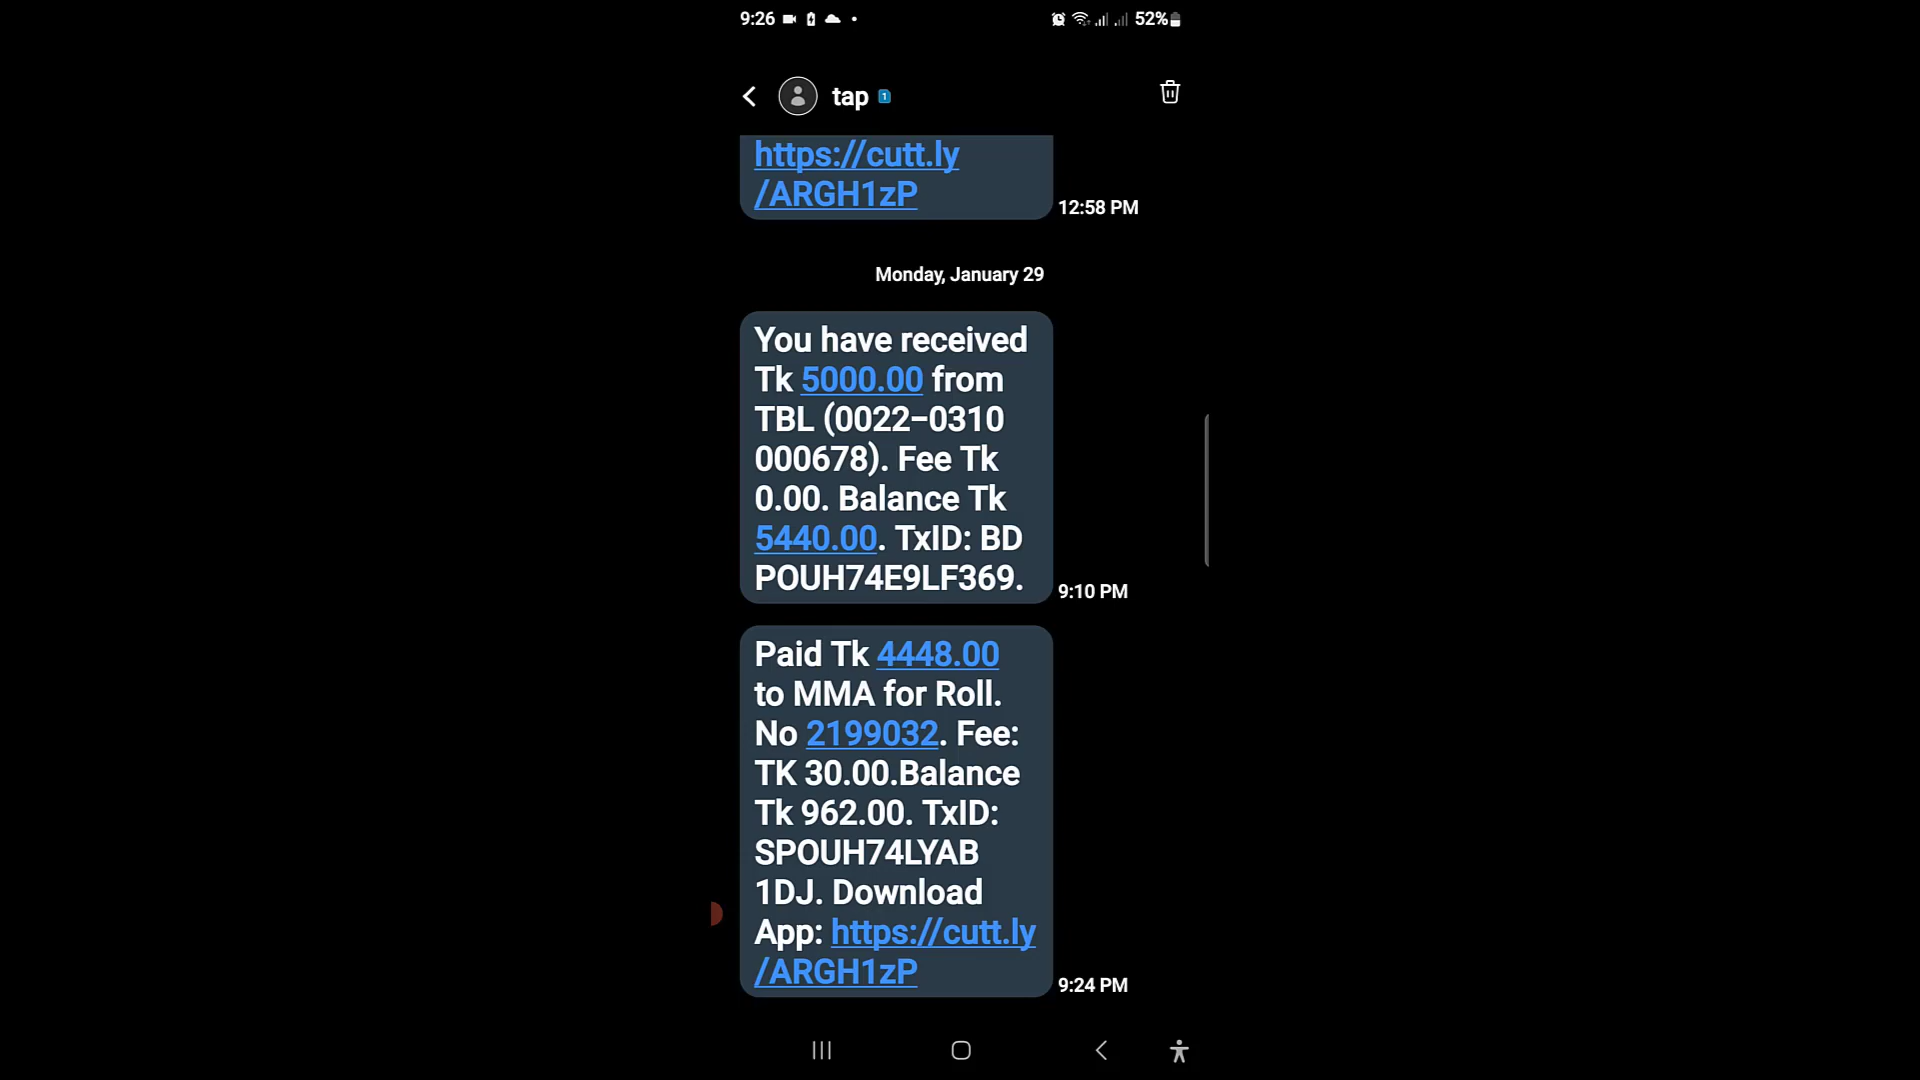 9:26
52%
tap 1
https://cutt.ly
/ARGH1zP
12:58 PM
Monday, January 29
You have received
Tk 5000.00 from
TBL (0022-0310
000678). Fee Tk
0.00. Balance Tk
5440.00. TxID: BD
POUH74E9LF369.
9:10 PM
Paid Tk 4448.00
to MMA for Roll.
No 2199032. Fee:
TK 30.00.Balance
Tk 962.00. TxID:
SPOUH74LYAB
1DJ. Download
App: https://cutt.ly
/ARGH1zP
9:24 PM